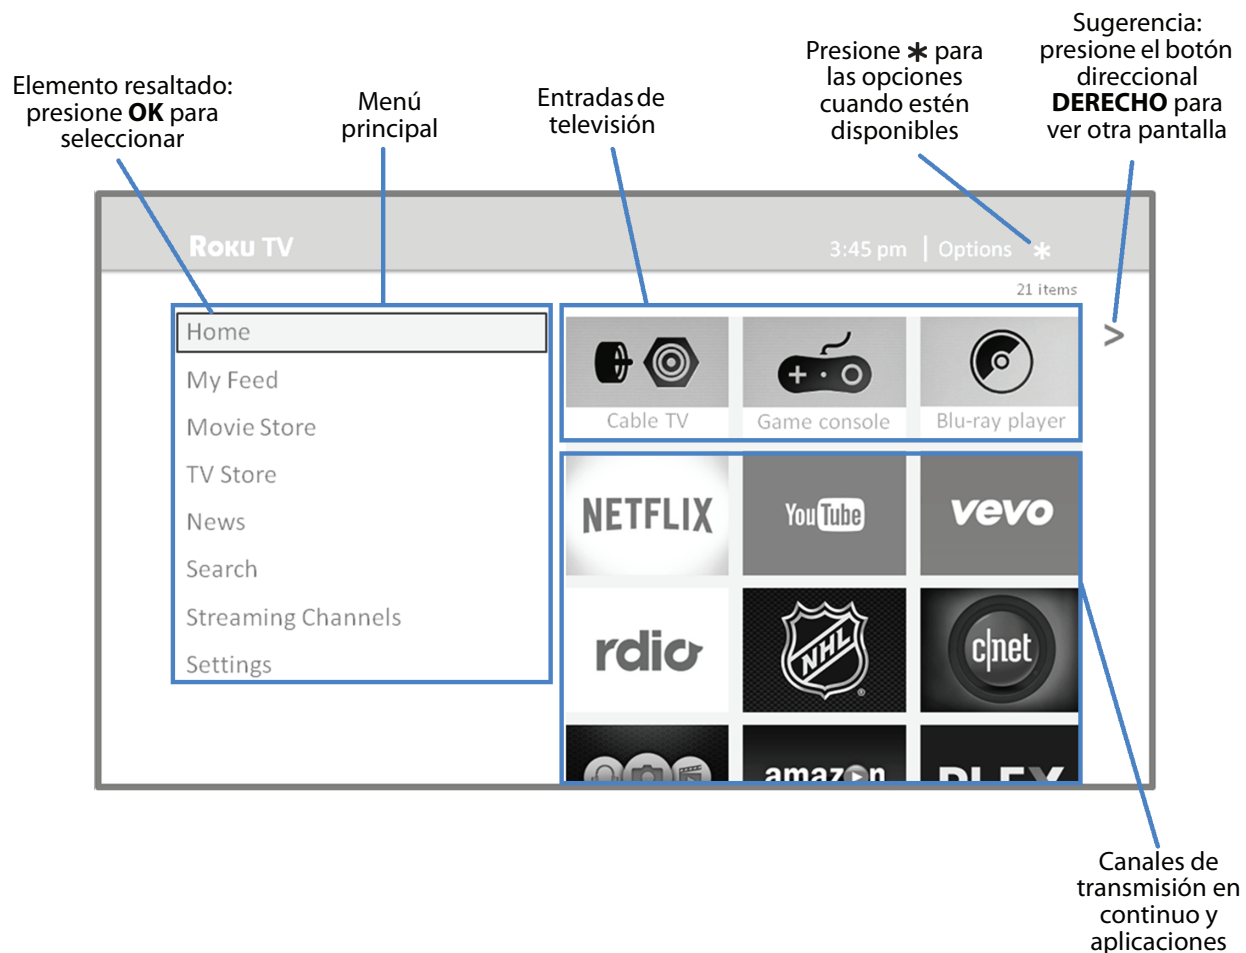 Elemento resaltado:
presione OK para
seleccionar
Menú
principal
Entradas de
televisión
Presione * para
las opciones
cuando estén
disponibles
Sugerencia:
presione el botón
direccional
DERECHO para
ver otra pantalla
ROKU TV
3:45 pm | Options *
21 items
Home
My Feed
Movie Store
TV Store
News
Search
Streaming Channels
Settings
>
Cable TV
Game console
Blu-ray player
NETFLIX
YouTube
vevo
rdio
NHL
c|net
amazon
PLEX
Canales de
transmisión en
continuo y
aplicaciones